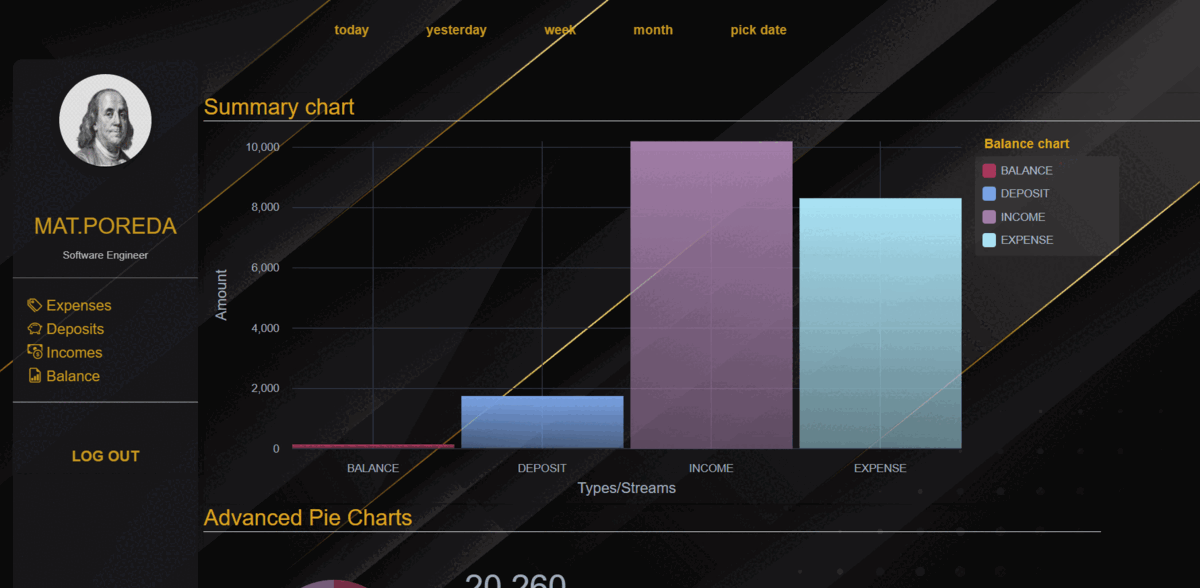 today yesterday week month pick date
MAT.POREDA
Software Engineer
Expenses
Deposits
Incomes
Balance
LOG OUT
Summary chart
10,000
8,000
6,000
4,000
2,000
0
Amount
BALANCE DEPOSIT INCOME EXPENSE
Types/Streams
Balance chart
BALANCE
DEPOSIT
INCOME
EXPENSE
Advanced Pie Charts
20,260